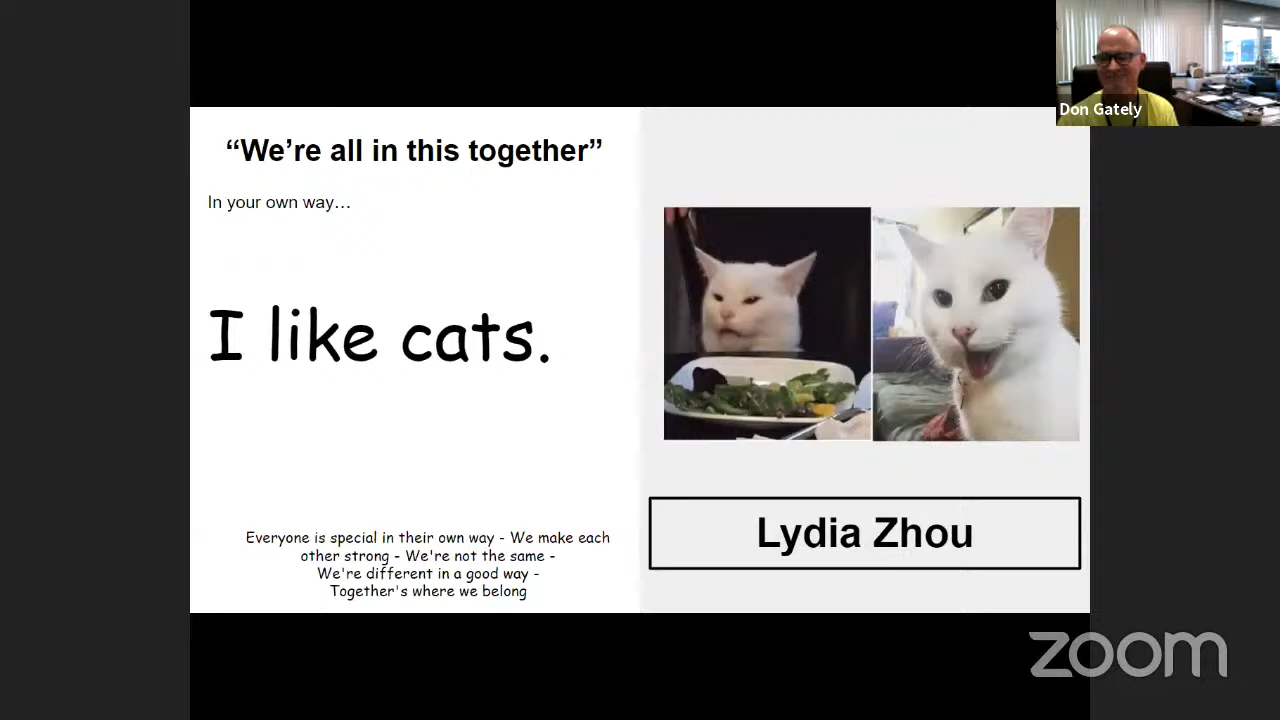 “We’re all in this together”
In your own way…
I like cats.
Everyone is special in their own way - We make each
other strong - We're not the same -
We're different in a good way -
Together's where we belong
Lydia Zhou
Don Gately
zoom